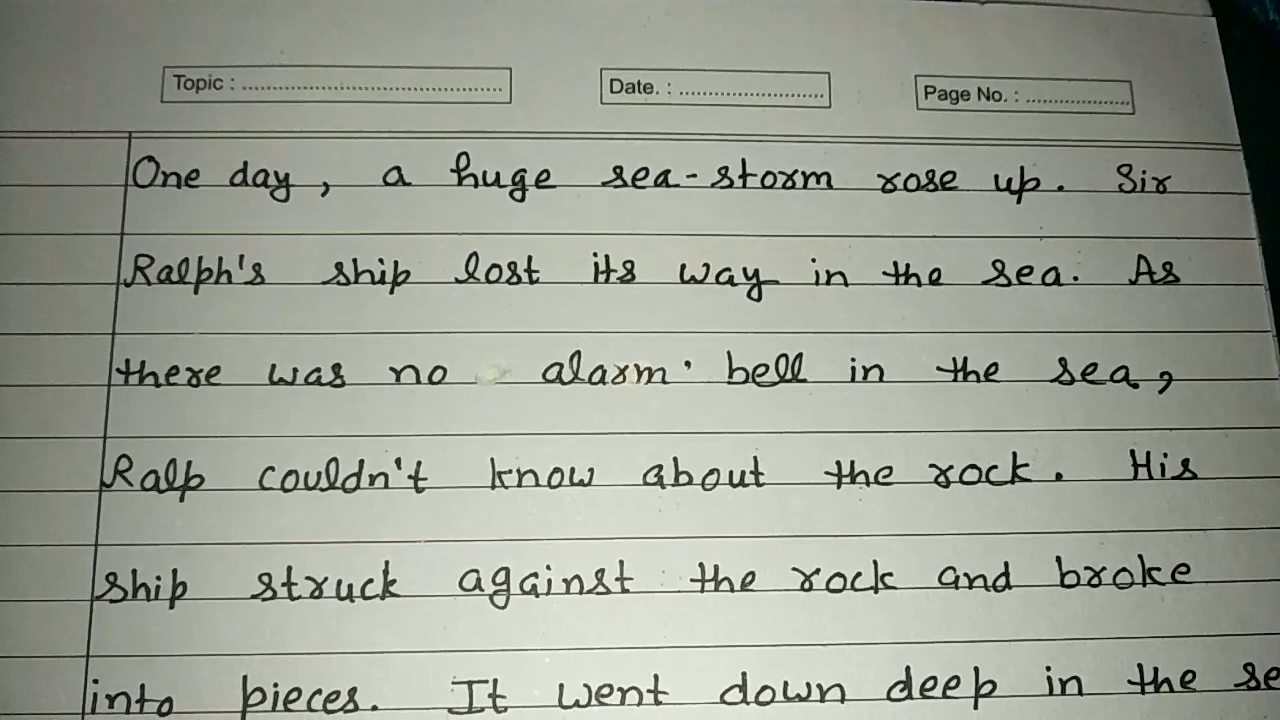 Topic : ........................................... Date. : ......................... Page No. : ...................
One day, a huge sea-storm rose up. Sir
Ralph's ship lost its way in the sea. As
there was no alarm bell in the sea,
Ralp couldn't know about the rock. His
ship struck against the rock and broke
into pieces. It went down deep in the se